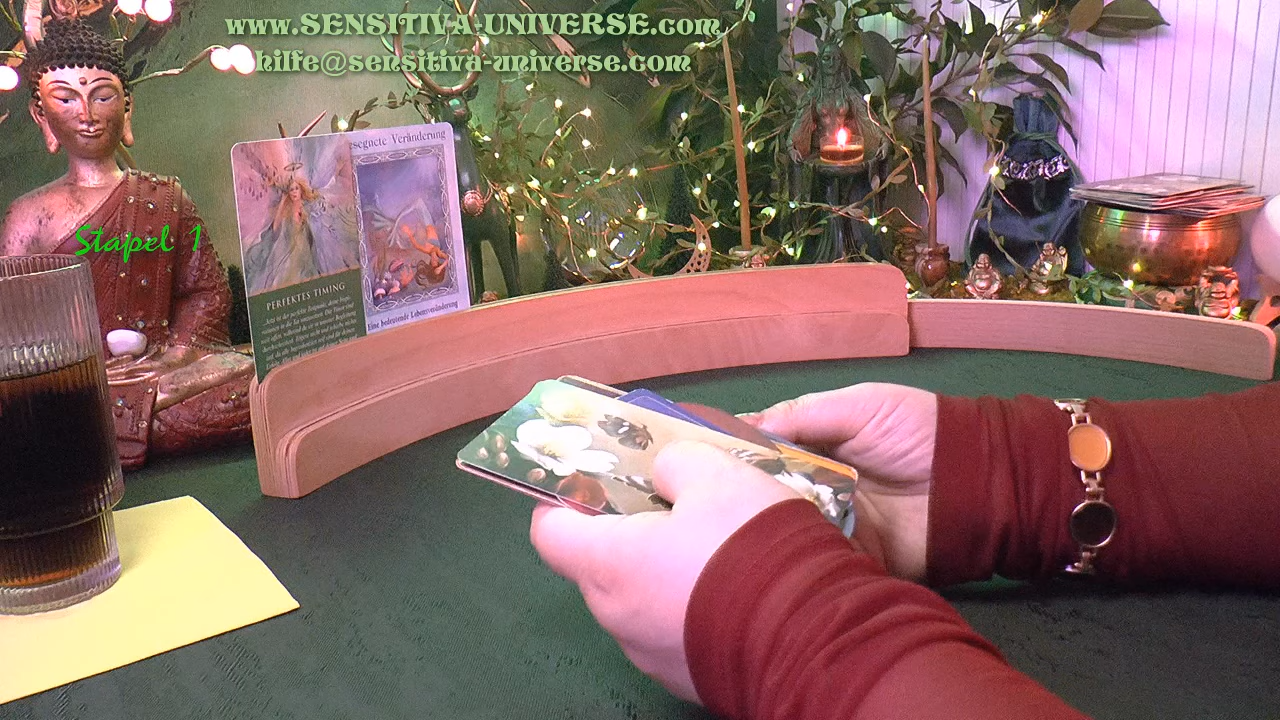 www.SENSITIVA-UNIVERSE.com
hilfe@sensitiva-universe.com
esegnete Veränderung
Stapel 1
PERFEKTES TIMING
Eine bedeutende Lebensveränderung